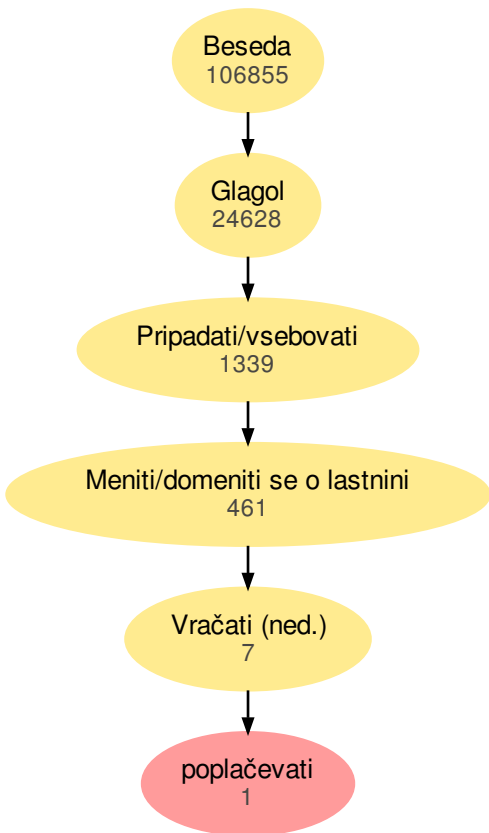 Beseda
106855
Glagol
24628
Pripadati/vsebovati
1339
Meniti/domeniti se o lastnini
461
Vračati (ned.)
7
poplačevati
1